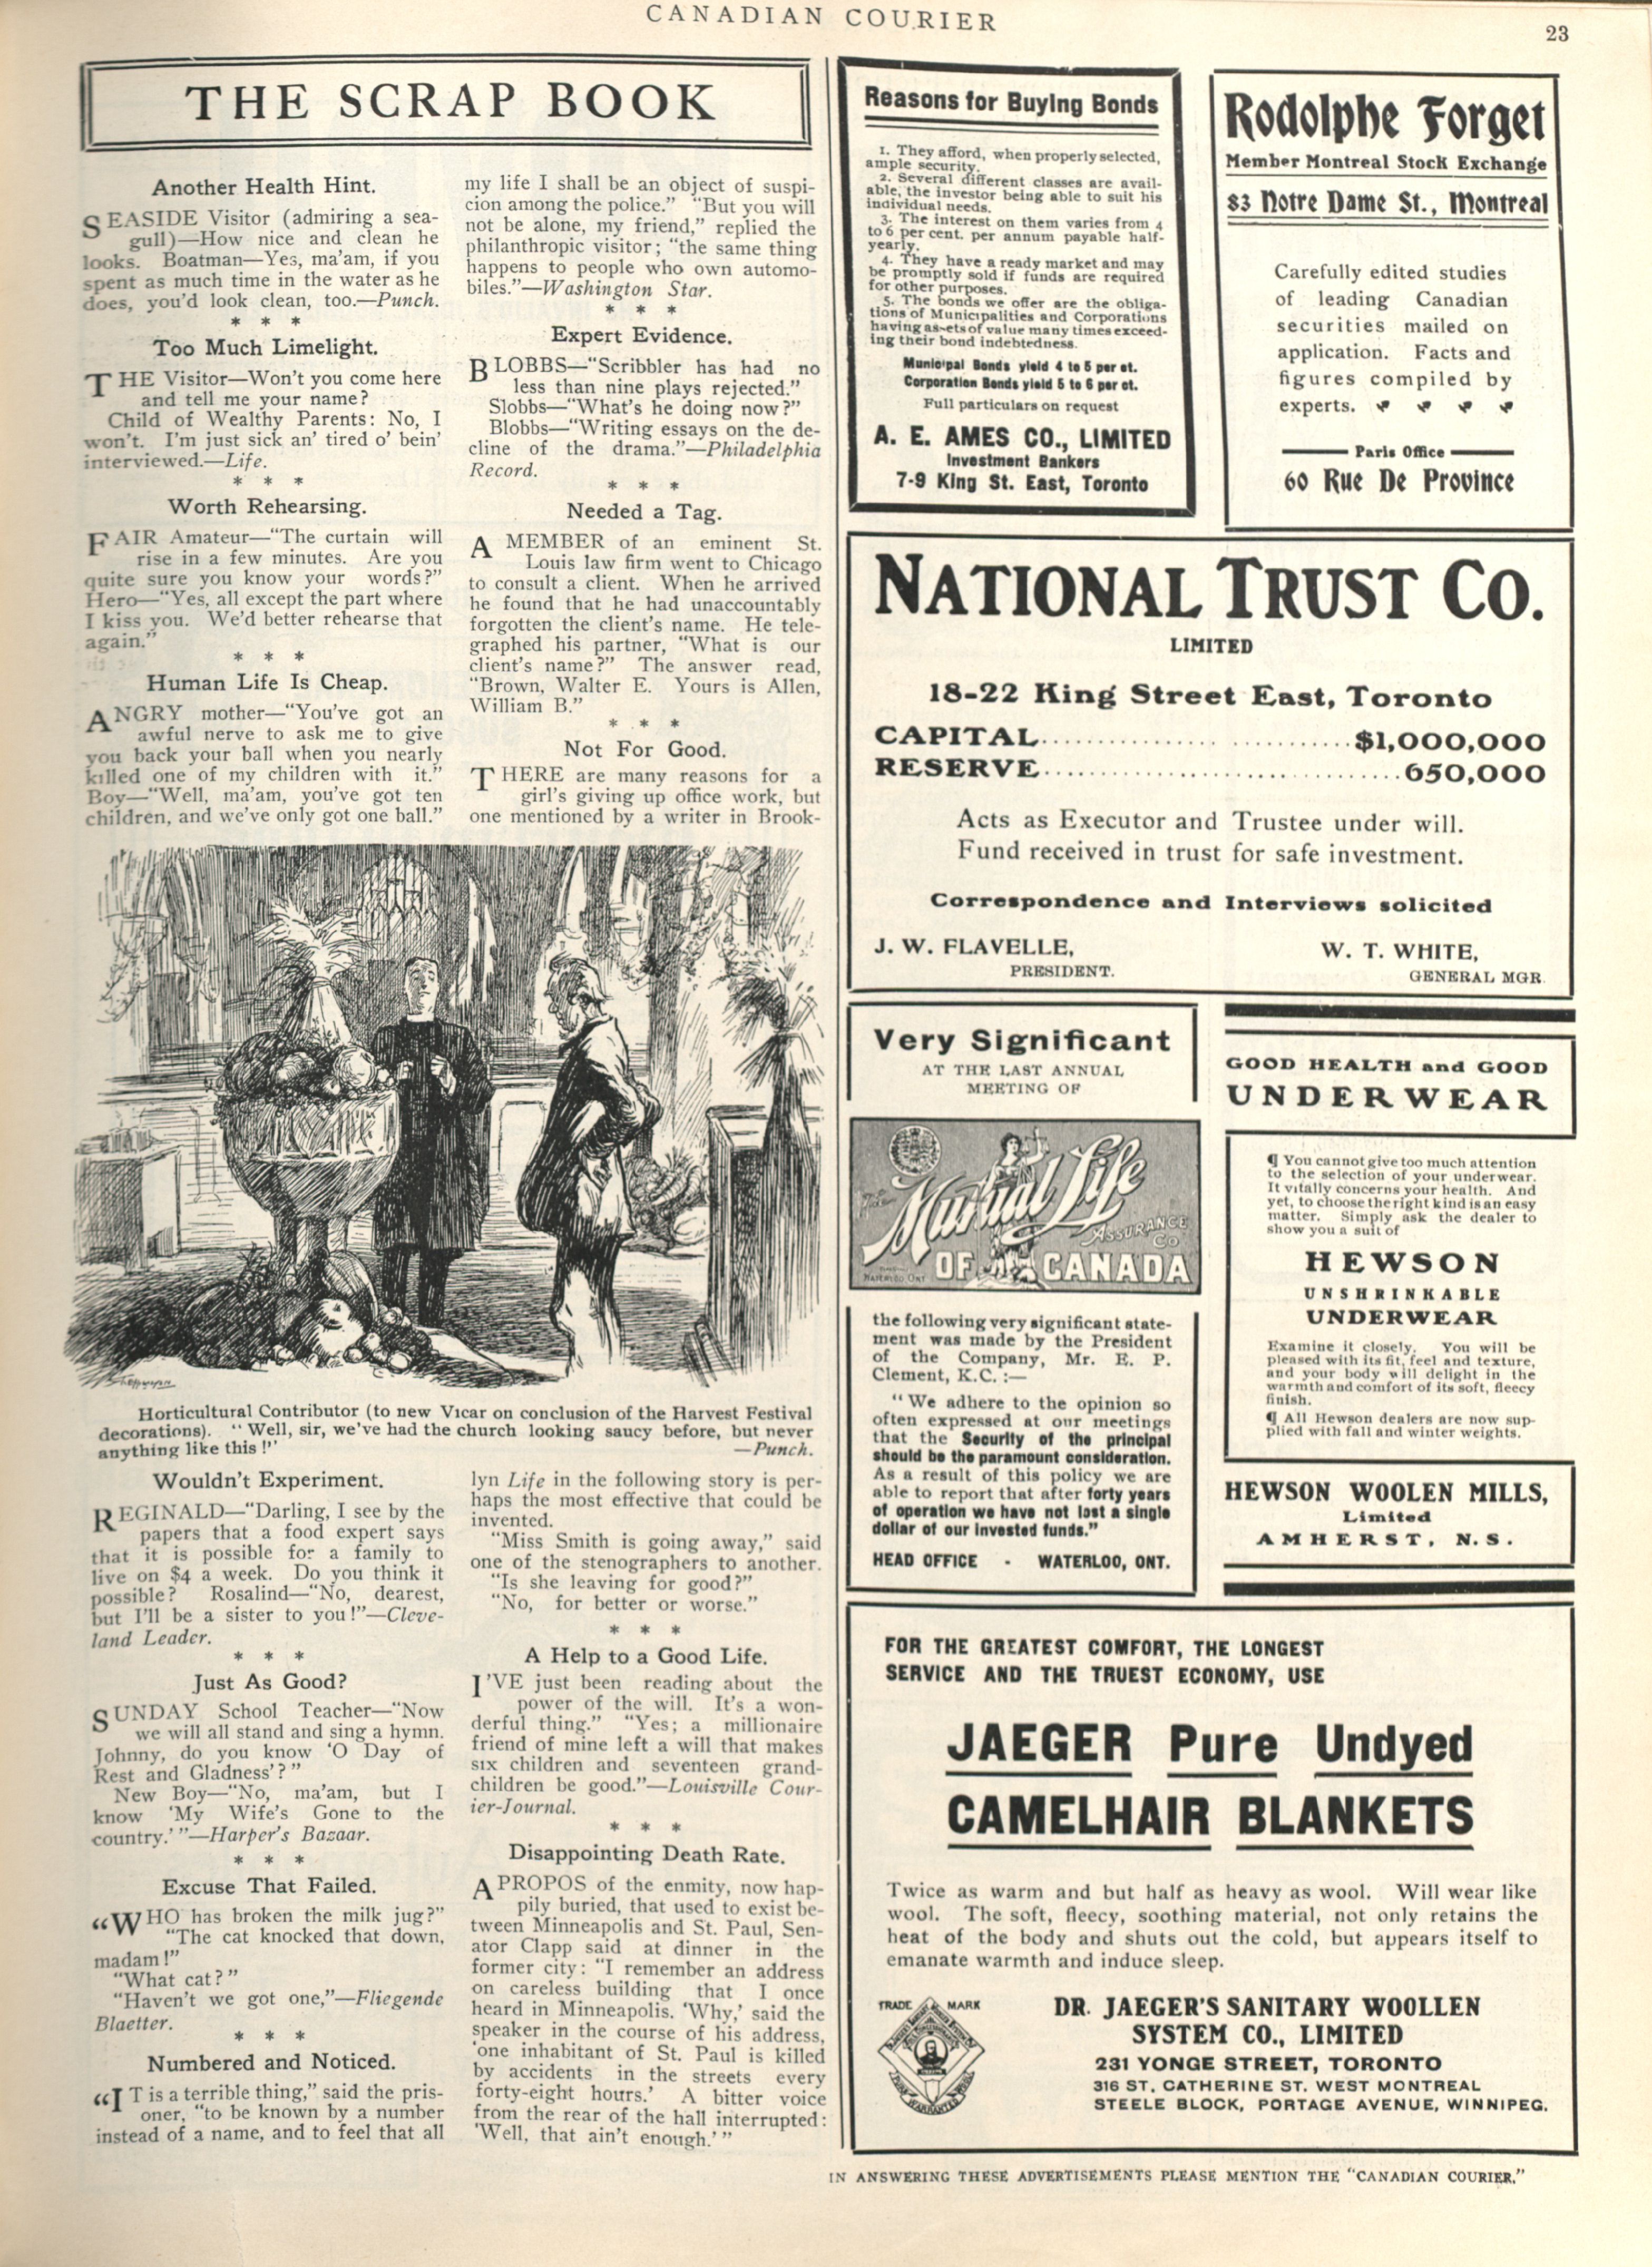 CANADIAN COURIER
23
THE SCRAP BOOK
Another Health Hint.
SEASIDE Visitor (admiring a sea-
gull)—How nice and clean he
looks. Boatman—Yes, ma'am, if you
spent as much time in the water as he
does, you'd look clean, too.—Punch.
* * *
Too Much Limelight.
THE Visitor—Won't you come here
and tell me your name?
Child of Wealthy Parents: No, I
won't. I'm just sick an' tired o' bein'
interviewed.—Life.
* * *
Worth Rehearsing.
FAIR Amateur—"The curtain will
rise in a few minutes. Are you
quite sure you know your words?"
Hero—"Yes, all except the part where
I kiss you. We'd better rehearse that
again."
* * *
Human Life Is Cheap.
ANGRY mother—"You've got an
awful nerve to ask me to give
you back your ball when you nearly
killed one of my children with it."
Boy—"Well, ma'am, you've got ten
children, and we've only got one ball."
my life I shall be an object of suspi-
cion among the police." "But you will
not be alone, my friend," replied the
philanthropic visitor; "the same thing
happens to people who own automo-
biles."—Washington Star.
* * *
Expert Evidence.
BLOBBS—"Scribbler has had no
less than nine plays rejected."
Slobbs—"What's he doing now?"
Blobbs—"Writing essays on the de-
cline of the drama."—Philadelphia
Record.
* * *
Needed a Tag.
A MEMBER of an eminent St.
Louis law firm went to Chicago
to consult a client. When he arrived
he found that he had unaccountably
forgotten the client's name. He tele-
graphed his partner, "What is our
client's name?" The answer read,
"Brown, Walter E. Yours is Allen,
William B."
* * *
Not For Good.
THERE are many reasons for a
girl's giving up office work, but
one mentioned by a writer in Brook-
Horticultural Contributor (to new Vicar on conclusion of the Harvest Festival
decorations). "Well, sir, we've had the church looking saucy before, but never
anything like this!"
—Punch.
Wouldn't Experiment.
REGINALD—"Darling, I see by the
papers that a food expert says
that it is possible for a family to
live on $4 a week. Do you think it
possible? Rosalind—"No, dearest,
but I'll be a sister to you!"—Cleve-
land Leader.
* * *
Just As Good?
SUNDAY School Teacher—"Now
we will all stand and sing a hymn.
Johnny, do you know 'O Day of
Rest and Gladness'?"
New Boy—"No, ma'am, but I
know 'My Wife's Gone to the
country.'"—Harper's Bazaar.
* * *
Excuse That Failed.
"WHO has broken the milk jug?"
"The cat knocked that down,
madam!"
"What cat?"
"Haven't we got one,"—Fliegende
Blaetter.
* * *
Numbered and Noticed.
"IT is a terrible thing," said the pris-
oner, "to be known by a number
instead of a name, and to feel that all
lyn Life in the following story is per-
haps the most effective that could be
invented.
"Miss Smith is going away," said
one of the stenographers to another.
"Is she leaving for good?"
"No, for better or worse."
* * *
A Help to a Good Life.
I'VE just been reading about the
power of the will. It's a won-
derful thing." "Yes; a millionaire
friend of mine left a will that makes
six children and seventeen grand-
children be good."—Louisville Cour-
ier-Journal.
* * *
Disappointing Death Rate.
APROPOS of the enmity, now hap-
pily buried, that used to exist be-
tween Minneapolis and St. Paul, Sen-
ator Clapp said at dinner in the
former city: "I remember an address
on careless building that I once
heard in Minneapolis. 'Why,' said the
speaker in the course of his address,
'one inhabitant of St. Paul is killed
by accidents in the streets every
forty-eight hours.' A bitter voice
from the rear of the hall interrupted:
'Well, that ain't enough.'"
Reasons for Buying Bonds
1. They afford, when properly selected,
ample security.
2. Several different classes are avail-
able, the investor being able to suit his
individual needs.
3. The interest on them varies from 4
to 6 per cent. per annum payable half-
yearly.
4. They have a ready market and may
be promptly sold if funds are required
for other purposes.
5. The bonds we offer are the obliga-
tions of Municipalities and Corporations
having assets of value many times exceed-
ing their bond indebtedness.
Municipal Bonds yield 4 to 5 per ct.
Corporation Bonds yield 5 to 6 per ct.
Full particulars on request
A. E. AMES CO., LIMITED
Investment Bankers
7-9 King St. East, Toronto
Rodolphe Forget
Member Montreal Stock Exchange
83 Notre Dame St., Montreal
Carefully edited studies
of leading Canadian
securities mailed on
application. Facts and
figures compiled by
experts.
Paris Office
60 Rue De Province
NATIONAL TRUST CO.
LIMITED
18-22 King Street East, Toronto
CAPITAL.................................$1,000,000
RESERVE.................................650,000
Acts as Executor and Trustee under will.
Fund received in trust for safe investment.
Correspondence and Interviews solicited
J. W. FLAVELLE,
PRESIDENT.
W. T. WHITE,
GENERAL MGR.
Very Significant
AT THE LAST ANNUAL
MEETING OF
Mutual Life
ASSURANCE
CO
OF CANADA
WATERLOO ONT
the following very significant state-
ment was made by the President
of the Company, Mr. E. P.
Clement, K.C.:—
"We adhere to the opinion so
often expressed at our meetings
that the Security of the principal
should be the paramount consideration.
As a result of this policy we are
able to report that after forty years
of operation we have not lost a single
dollar of our invested funds."
HEAD OFFICE - WATERLOO, ONT.
GOOD HEALTH and GOOD
UNDERWEAR
¶ You cannot give too much attention
to the selection of your underwear.
It vitally concerns your health. And
yet, to choose the right kind is an easy
matter. Simply ask the dealer to
show you a suit of
HEWSON
UNSHRINKABLE
UNDERWEAR
Examine it closely. You will be
pleased with its fit, feel and texture,
and your body will delight in the
warmth and comfort of its soft, fleecy
finish.
¶ All Hewson dealers are now sup-
plied with fall and winter weights.
HEWSON WOOLEN MILLS,
Limited
AMHERST, N.S.
FOR THE GREATEST COMFORT, THE LONGEST
SERVICE AND THE TRUEST ECONOMY, USE
JAEGER Pure Undyed
CAMELHAIR BLANKETS
Twice as warm and but half as heavy as wool. Will wear like
wool. The soft, fleecy, soothing material, not only retains the
heat of the body and shuts out the cold, but appears itself to
emanate warmth and induce sleep.
TRADE MARK
DR. JAEGER'S SANITARY WOOLLEN
SYSTEM CO., LIMITED
231 YONGE STREET, TORONTO
316 ST. CATHERINE ST. WEST MONTREAL
STEELE BLOCK, PORTAGE AVENUE, WINNIPEG.
IN ANSWERING THESE ADVERTISEMENTS PLEASE MENTION THE "CANADIAN COURIER."